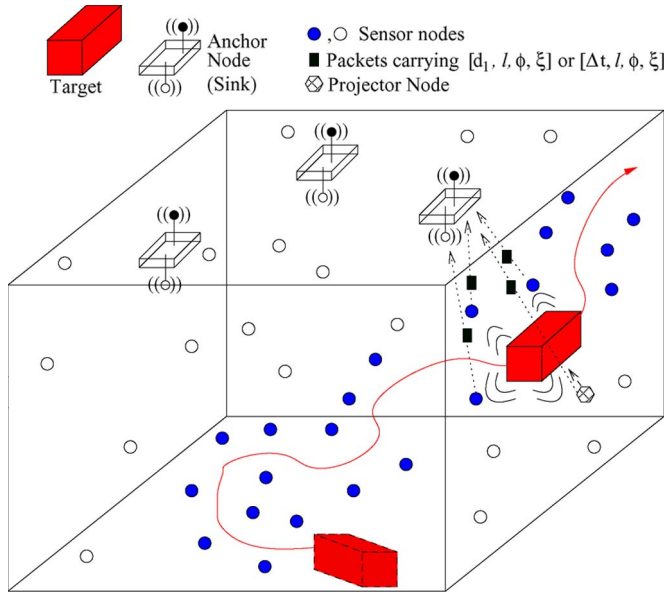 Target
Anchor
Node
(Sink)
, Sensor nodes
Packets carrying [d₁, l, ϕ, ξ] or [Δt, l, ϕ, ξ]
Projector Node